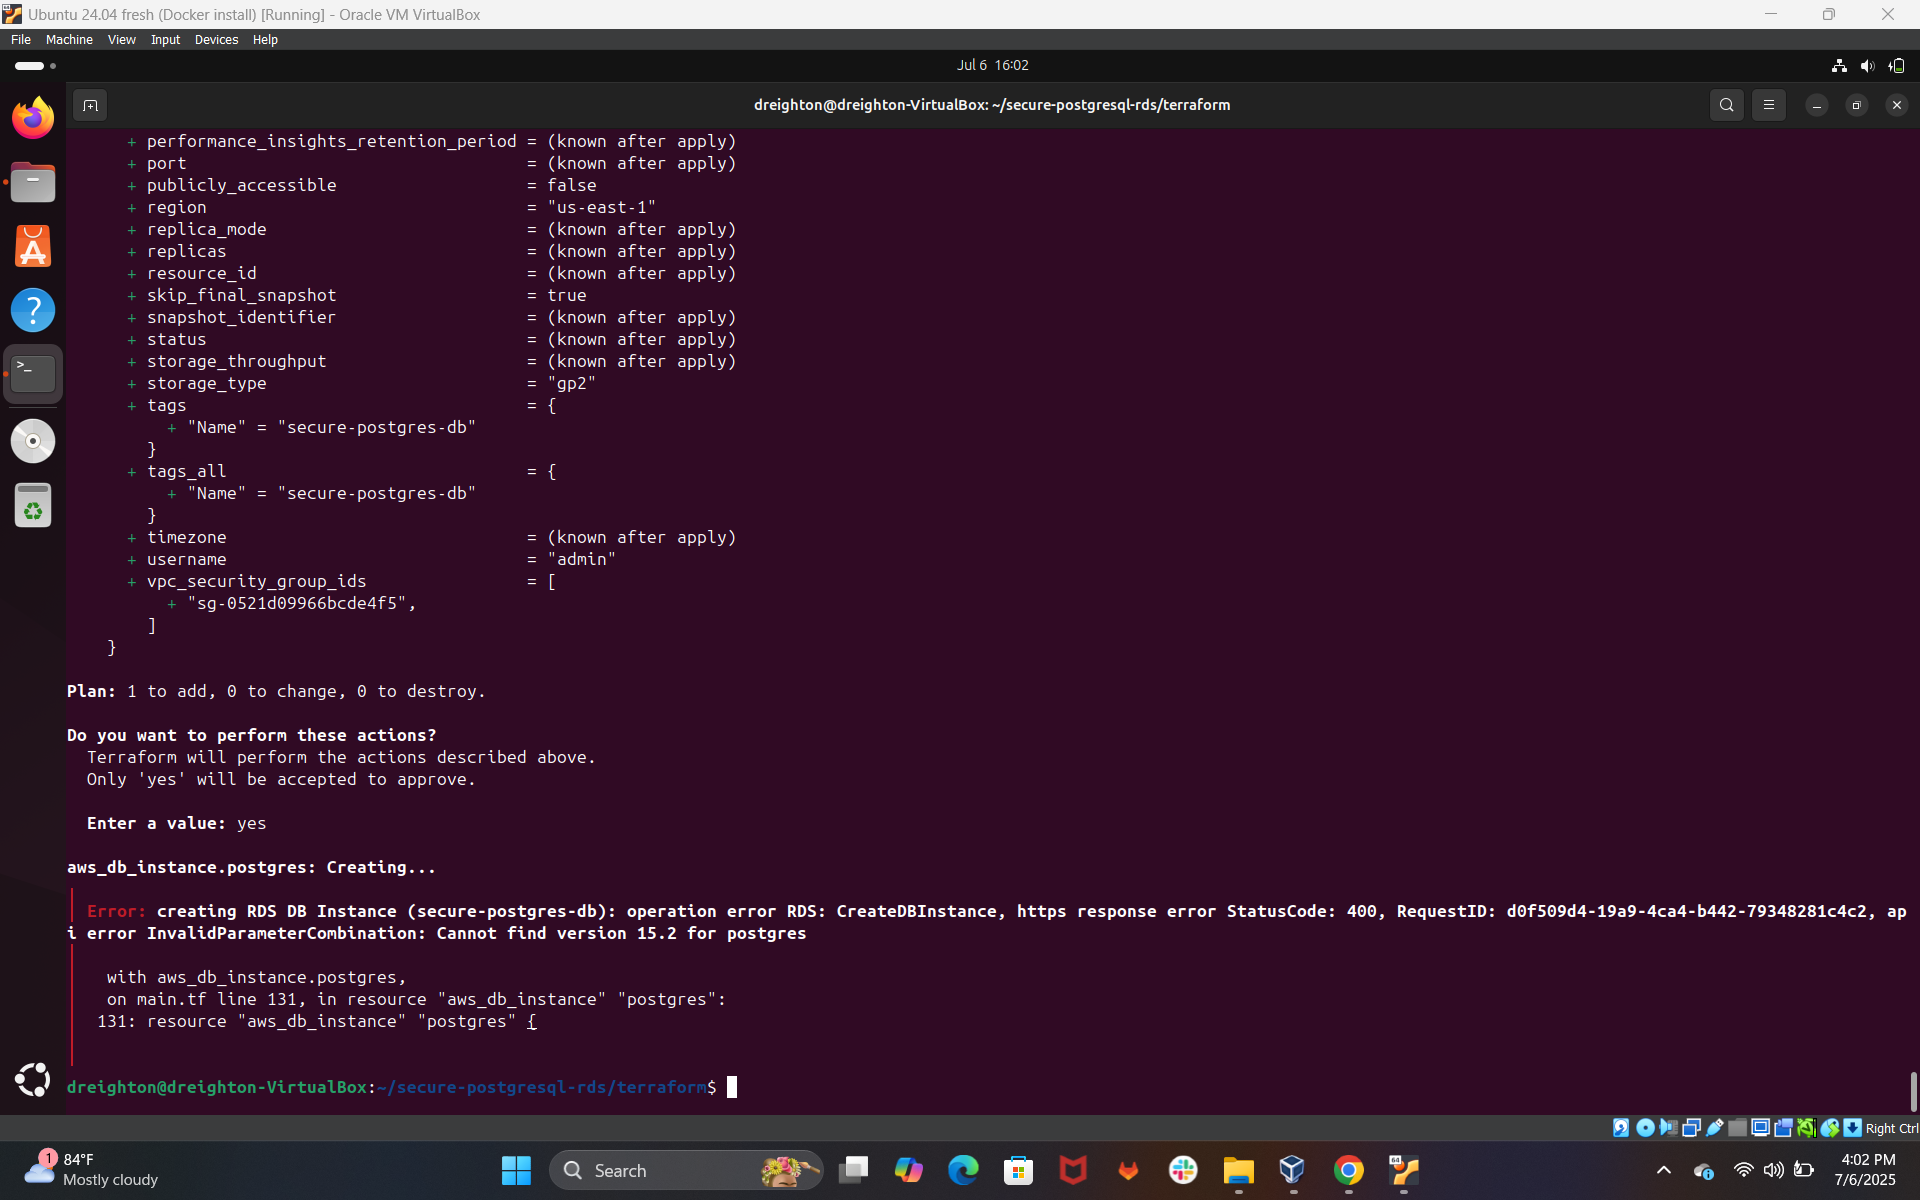 Ubuntu 24.04 fresh (Docker install) [Running] - Oracle VM VirtualBox
File Machine View Input Devices Help
Jul 6 16:02
dreighton@dreighton-VirtualBox: ~/secure-postgresql-rds/terraform
+ performance_insights_retention_period = (known after apply)
+ port = (known after apply)
+ publicly_accessible = false
+ region = "us-east-1"
+ replica_mode = (known after apply)
+ replicas = (known after apply)
+ resource_id = (known after apply)
+ skip_final_snapshot = true
+ snapshot_identifier = (known after apply)
+ status = (known after apply)
+ storage_throughput = (known after apply)
+ storage_type = "gp2"
+ tags = {
+ "Name" = "secure-postgres-db"
}
+ tags_all = {
+ "Name" = "secure-postgres-db"
}
+ timezone = (known after apply)
+ username = "admin"
+ vpc_security_group_ids = [
+ "sg-0521d09966bcde4f5",
]
}
Plan: 1 to add, 0 to change, 0 to destroy.
Do you want to perform these actions?
Terraform will perform the actions described above.
Only 'yes' will be accepted to approve.
Enter a value: yes
aws_db_instance.postgres: Creating...
Error: creating RDS DB Instance (secure-postgres-db): operation error RDS: CreateDBInstance, https response error StatusCode: 400, RequestID: d0f509d4-19a9-4ca4-b442-79348281c4c2, ap
i error InvalidParameterCombination: Cannot find version 15.2 for postgres
with aws_db_instance.postgres,
on main.tf line 131, in resource "aws_db_instance" "postgres":
131: resource "aws_db_instance" "postgres" {
dreighton@dreighton-VirtualBox:~/secure-postgresql-rds/terraform$
Right Ctrl
1
84°F
Mostly cloudy
Search
64
4:02 PM
7/6/2025